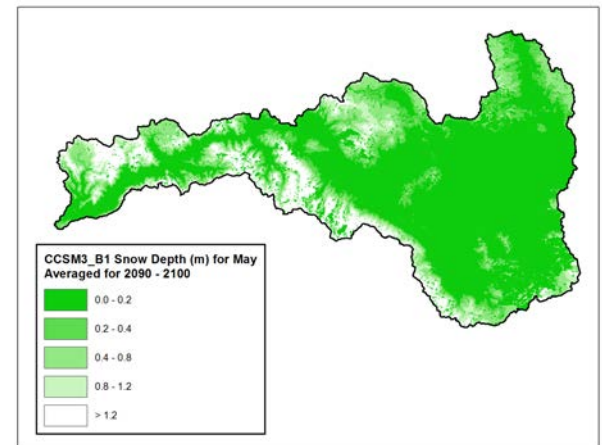 CCSM3_B1 Snow Depth (m) for May
Averaged for 2090 - 2100
0.0 - 0.2
0.2 - 0.4
0.4 - 0.8
0.8 - 1.2
> 1.2